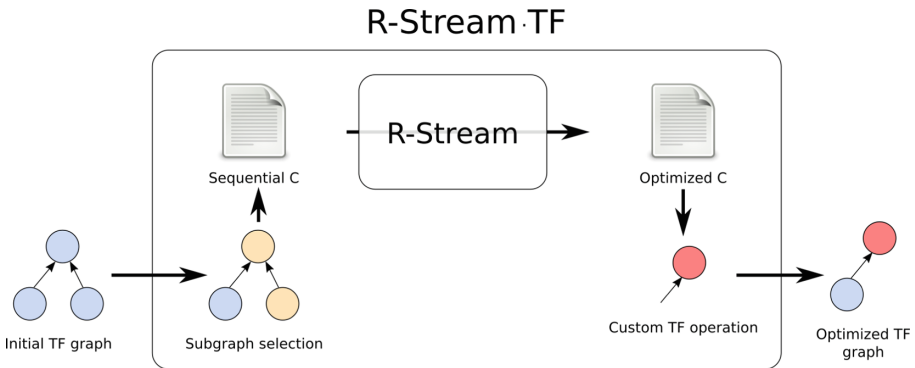 R-Stream·TF
R-Stream
Sequential C
Optimized C
Initial TF graph
Subgraph selection
Custom TF operation
Optimized TF
graph